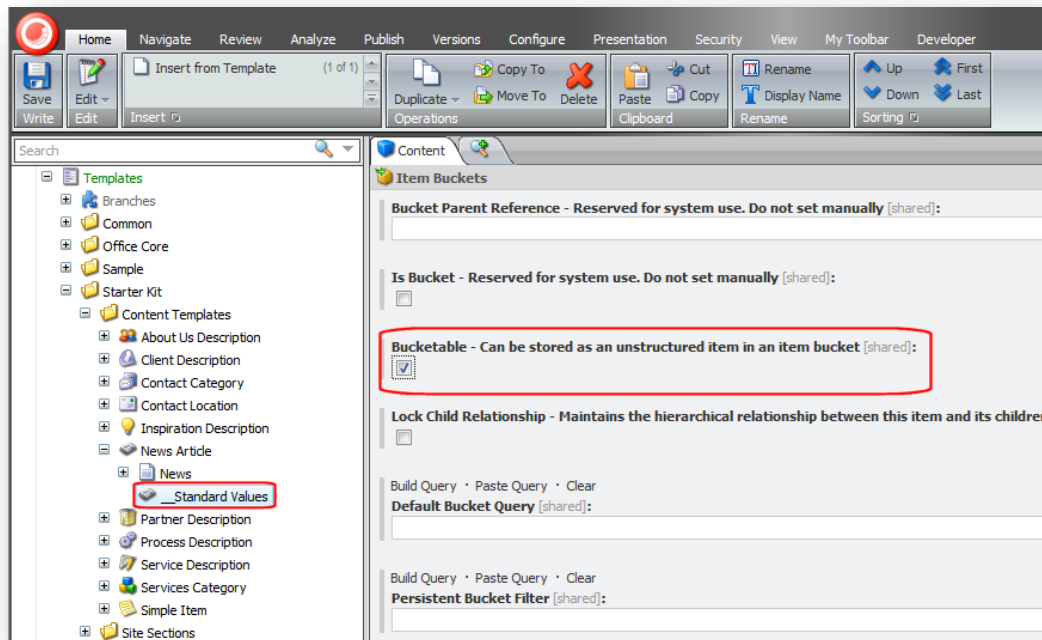 Home Navigate Review Analyze Publish Versions Configure Presentation Security View My Toolbar Developer
Insert from Template (1 of 1)
Save
Write
Edit
Edit
Insert
Duplicate
Copy To
Move To
Delete
Operations
Paste
Cut
Copy
Clipboard
Rename
Display Name
Rename
Up
First
Down
Last
Sorting
Search
Templates
Branches
Common
Office Core
Sample
Starter Kit
Content Templates
About Us Description
Client Description
Contact Category
Contact Location
Inspiration Description
News Article
News
__Standard Values
Partner Description
Process Description
Service Description
Services Category
Simple Item
Site Sections
Content
Item Buckets
Bucket Parent Reference - Reserved for system use. Do not set manually [shared]:
Is Bucket - Reserved for system use. Do not set manually [shared]:
Bucketable - Can be stored as an unstructured item in an item bucket [shared]:
Lock Child Relationship - Maintains the hierarchical relationship between this item and its childre
Build Query · Paste Query · Clear
Default Bucket Query [shared]:
Build Query · Paste Query · Clear
Persistent Bucket Filter [shared]: